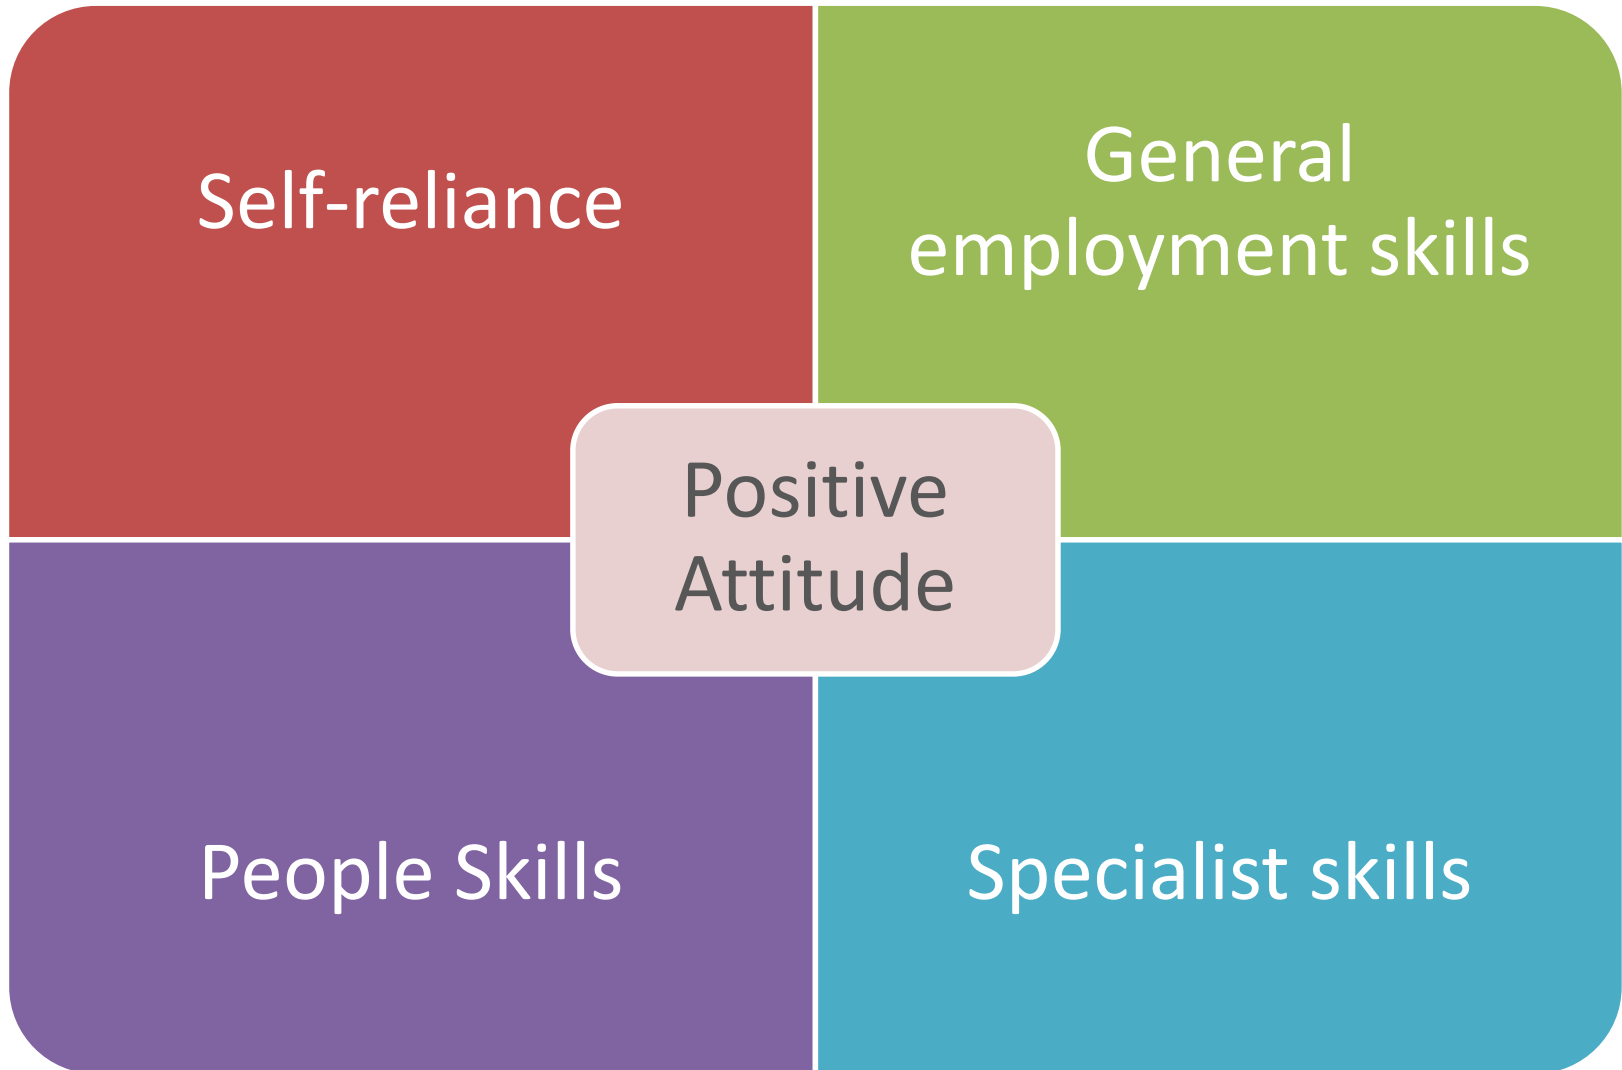 Self-reliance
General
employment skills
Positive
Attitude
People Skills
Specialist skills